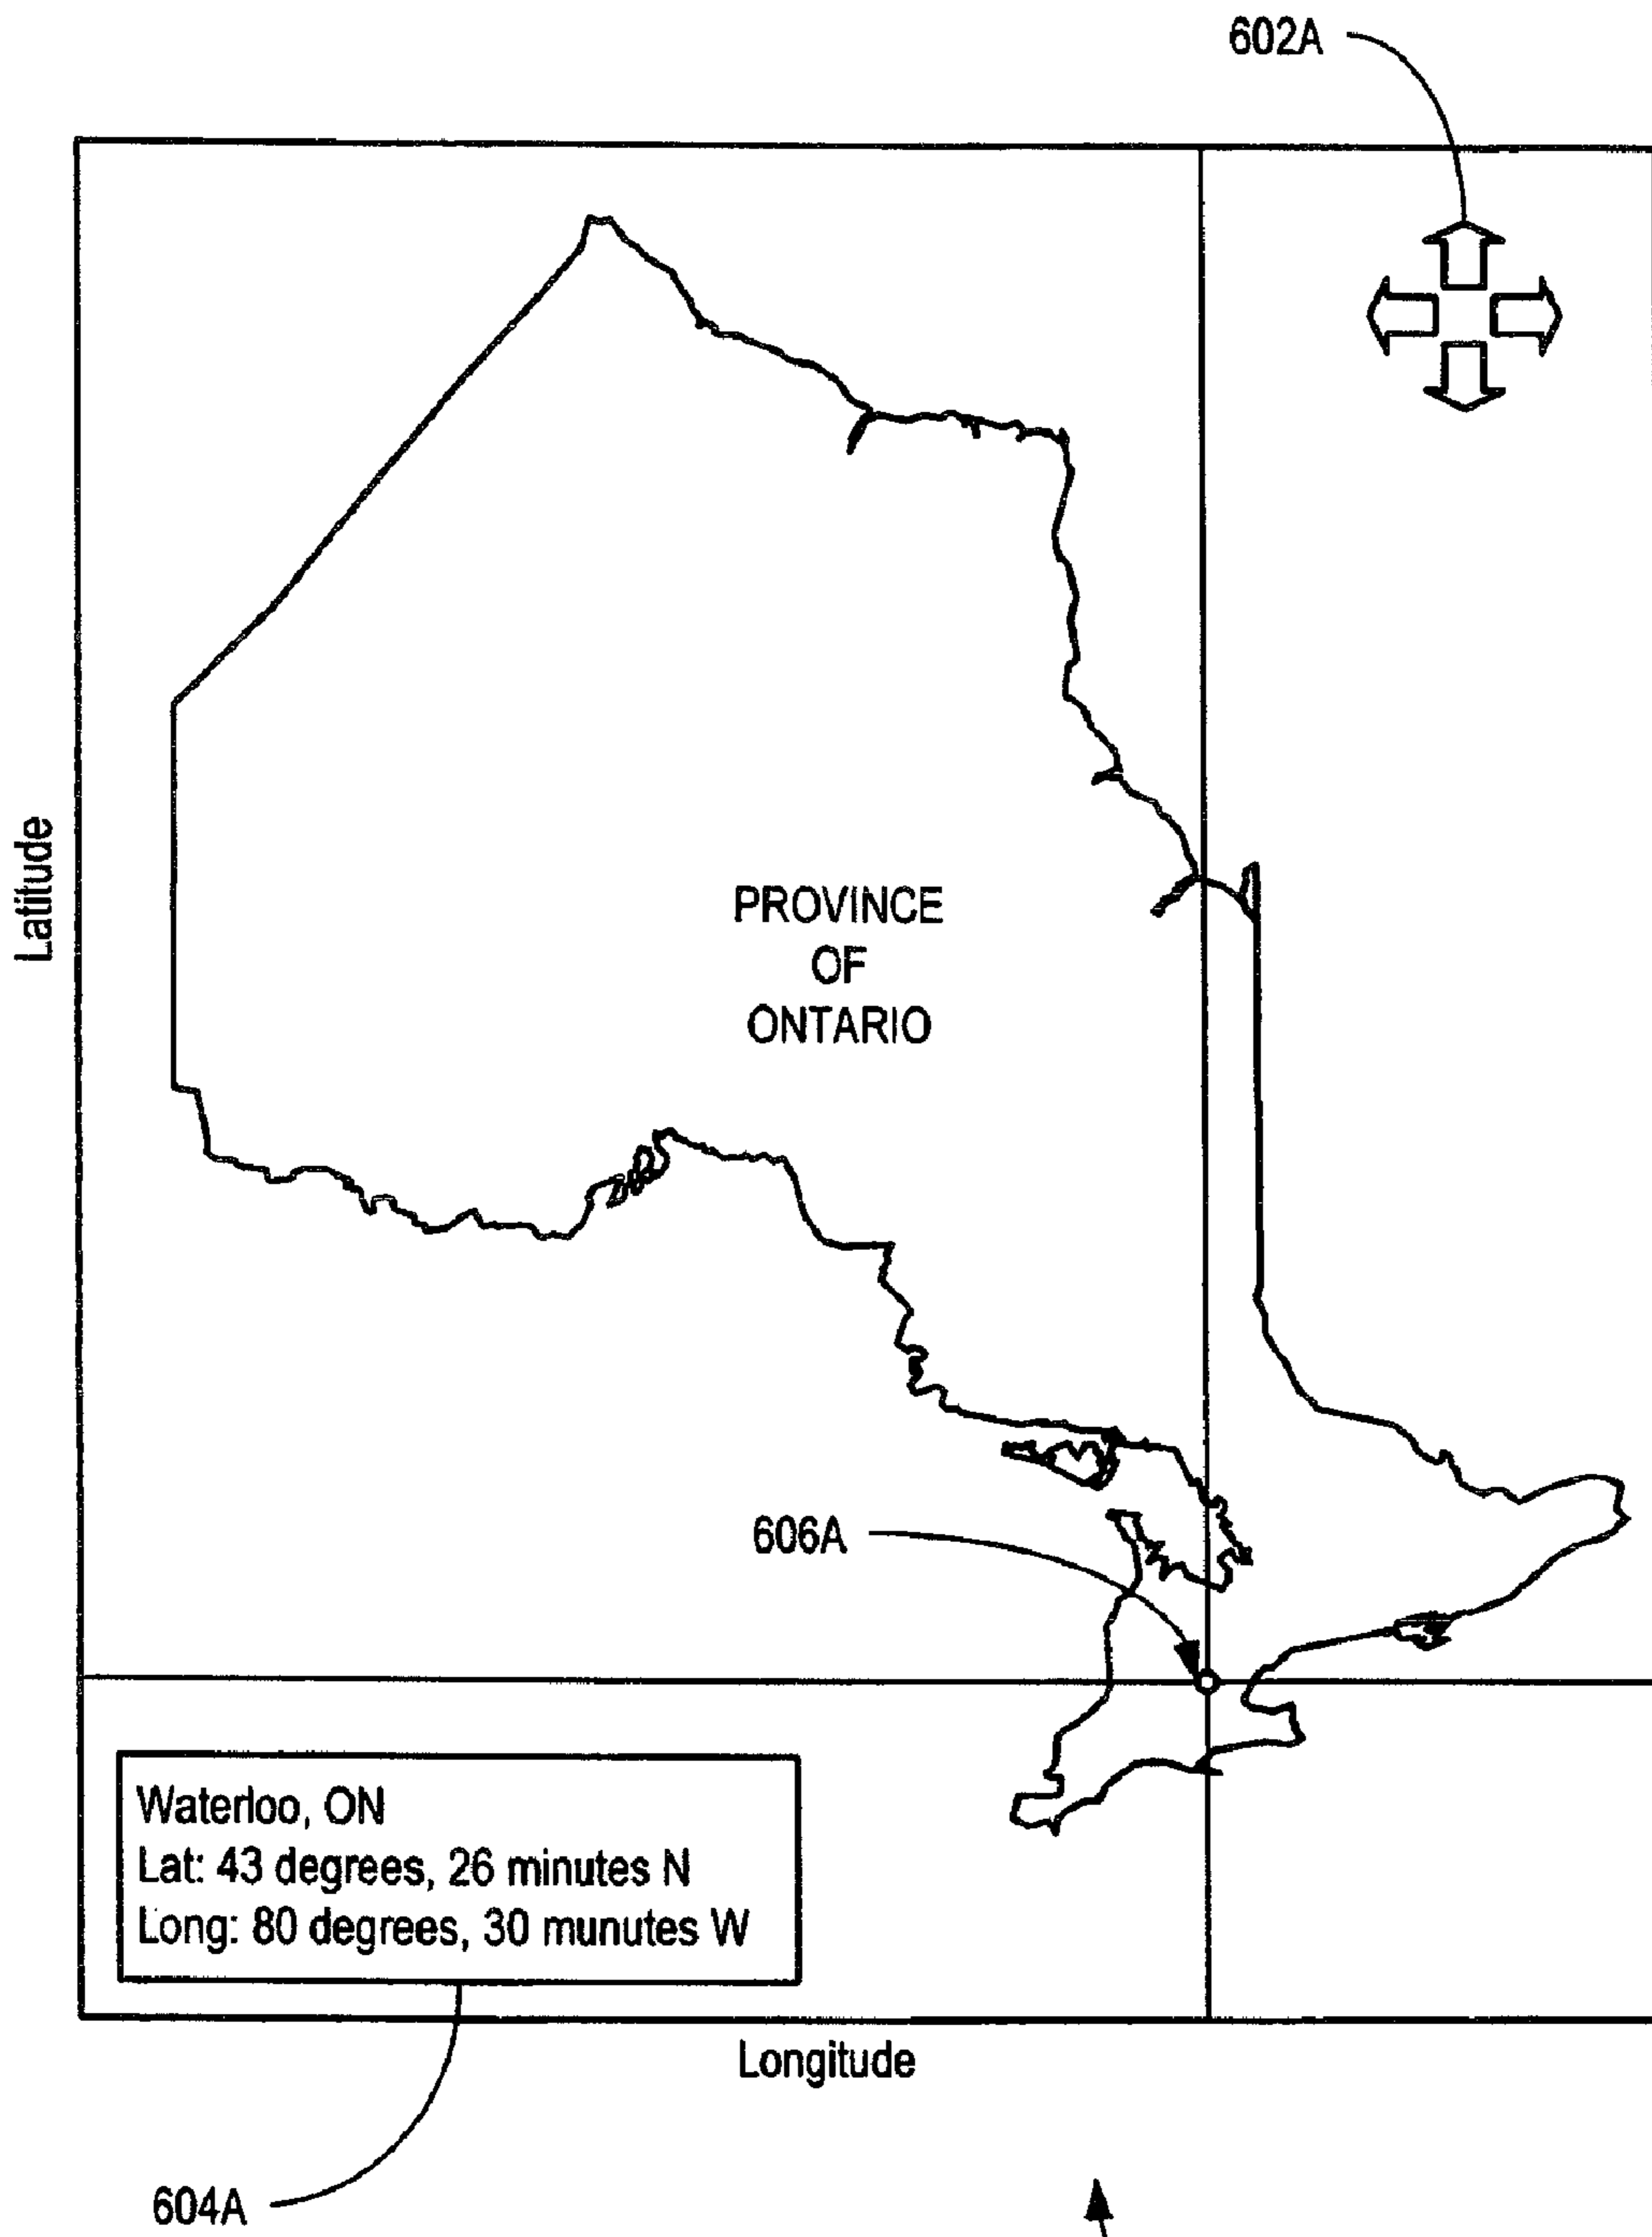 602A
Latitude
PROVINCE
OF
ONTARIO
606A
Waterloo, ON
Lat: 43 degrees, 26 minutes N
Long: 80 degrees, 30 munutes W
Longitude
604A